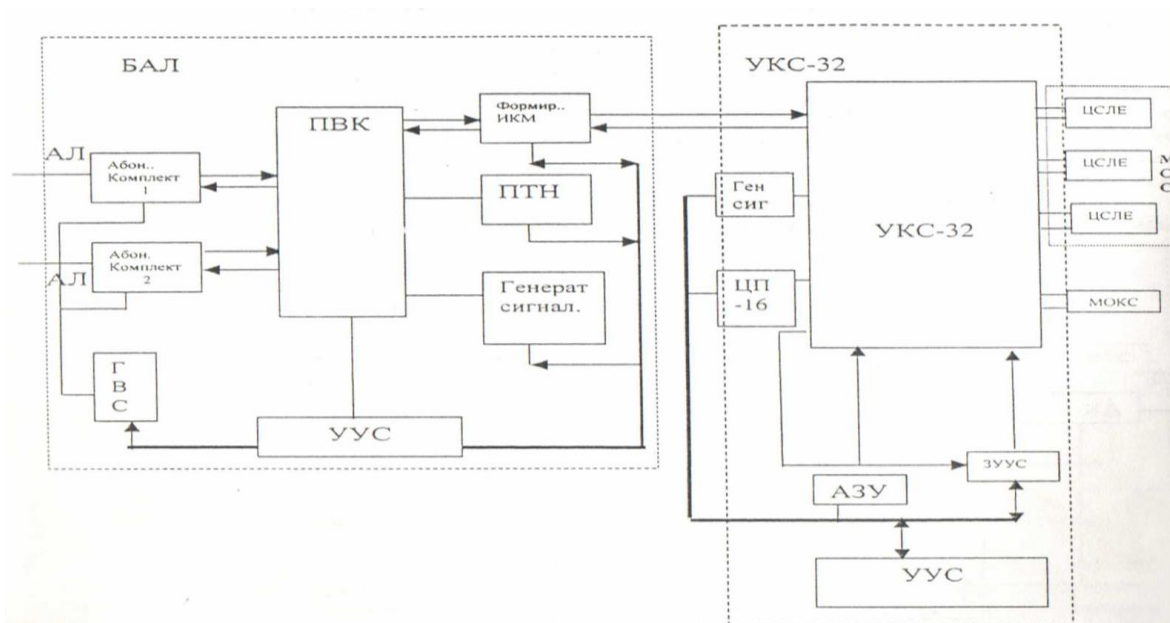 БАЛ
УКС-32
АЛ
Абон..
Комплект
1
АЛ
Абон.
Комплект
2
Г
В
С
ПВК
Формир..
ИКМ
ПТН
Генерат
сигнал.
УУС
Ген
сиг
ЦП
-16
УКС-32
ЦСЛЕ
ЦСЛЕ
ЦСЛЕ
М
С
С
МОКС
ЗУУС
АЗУ
УУС